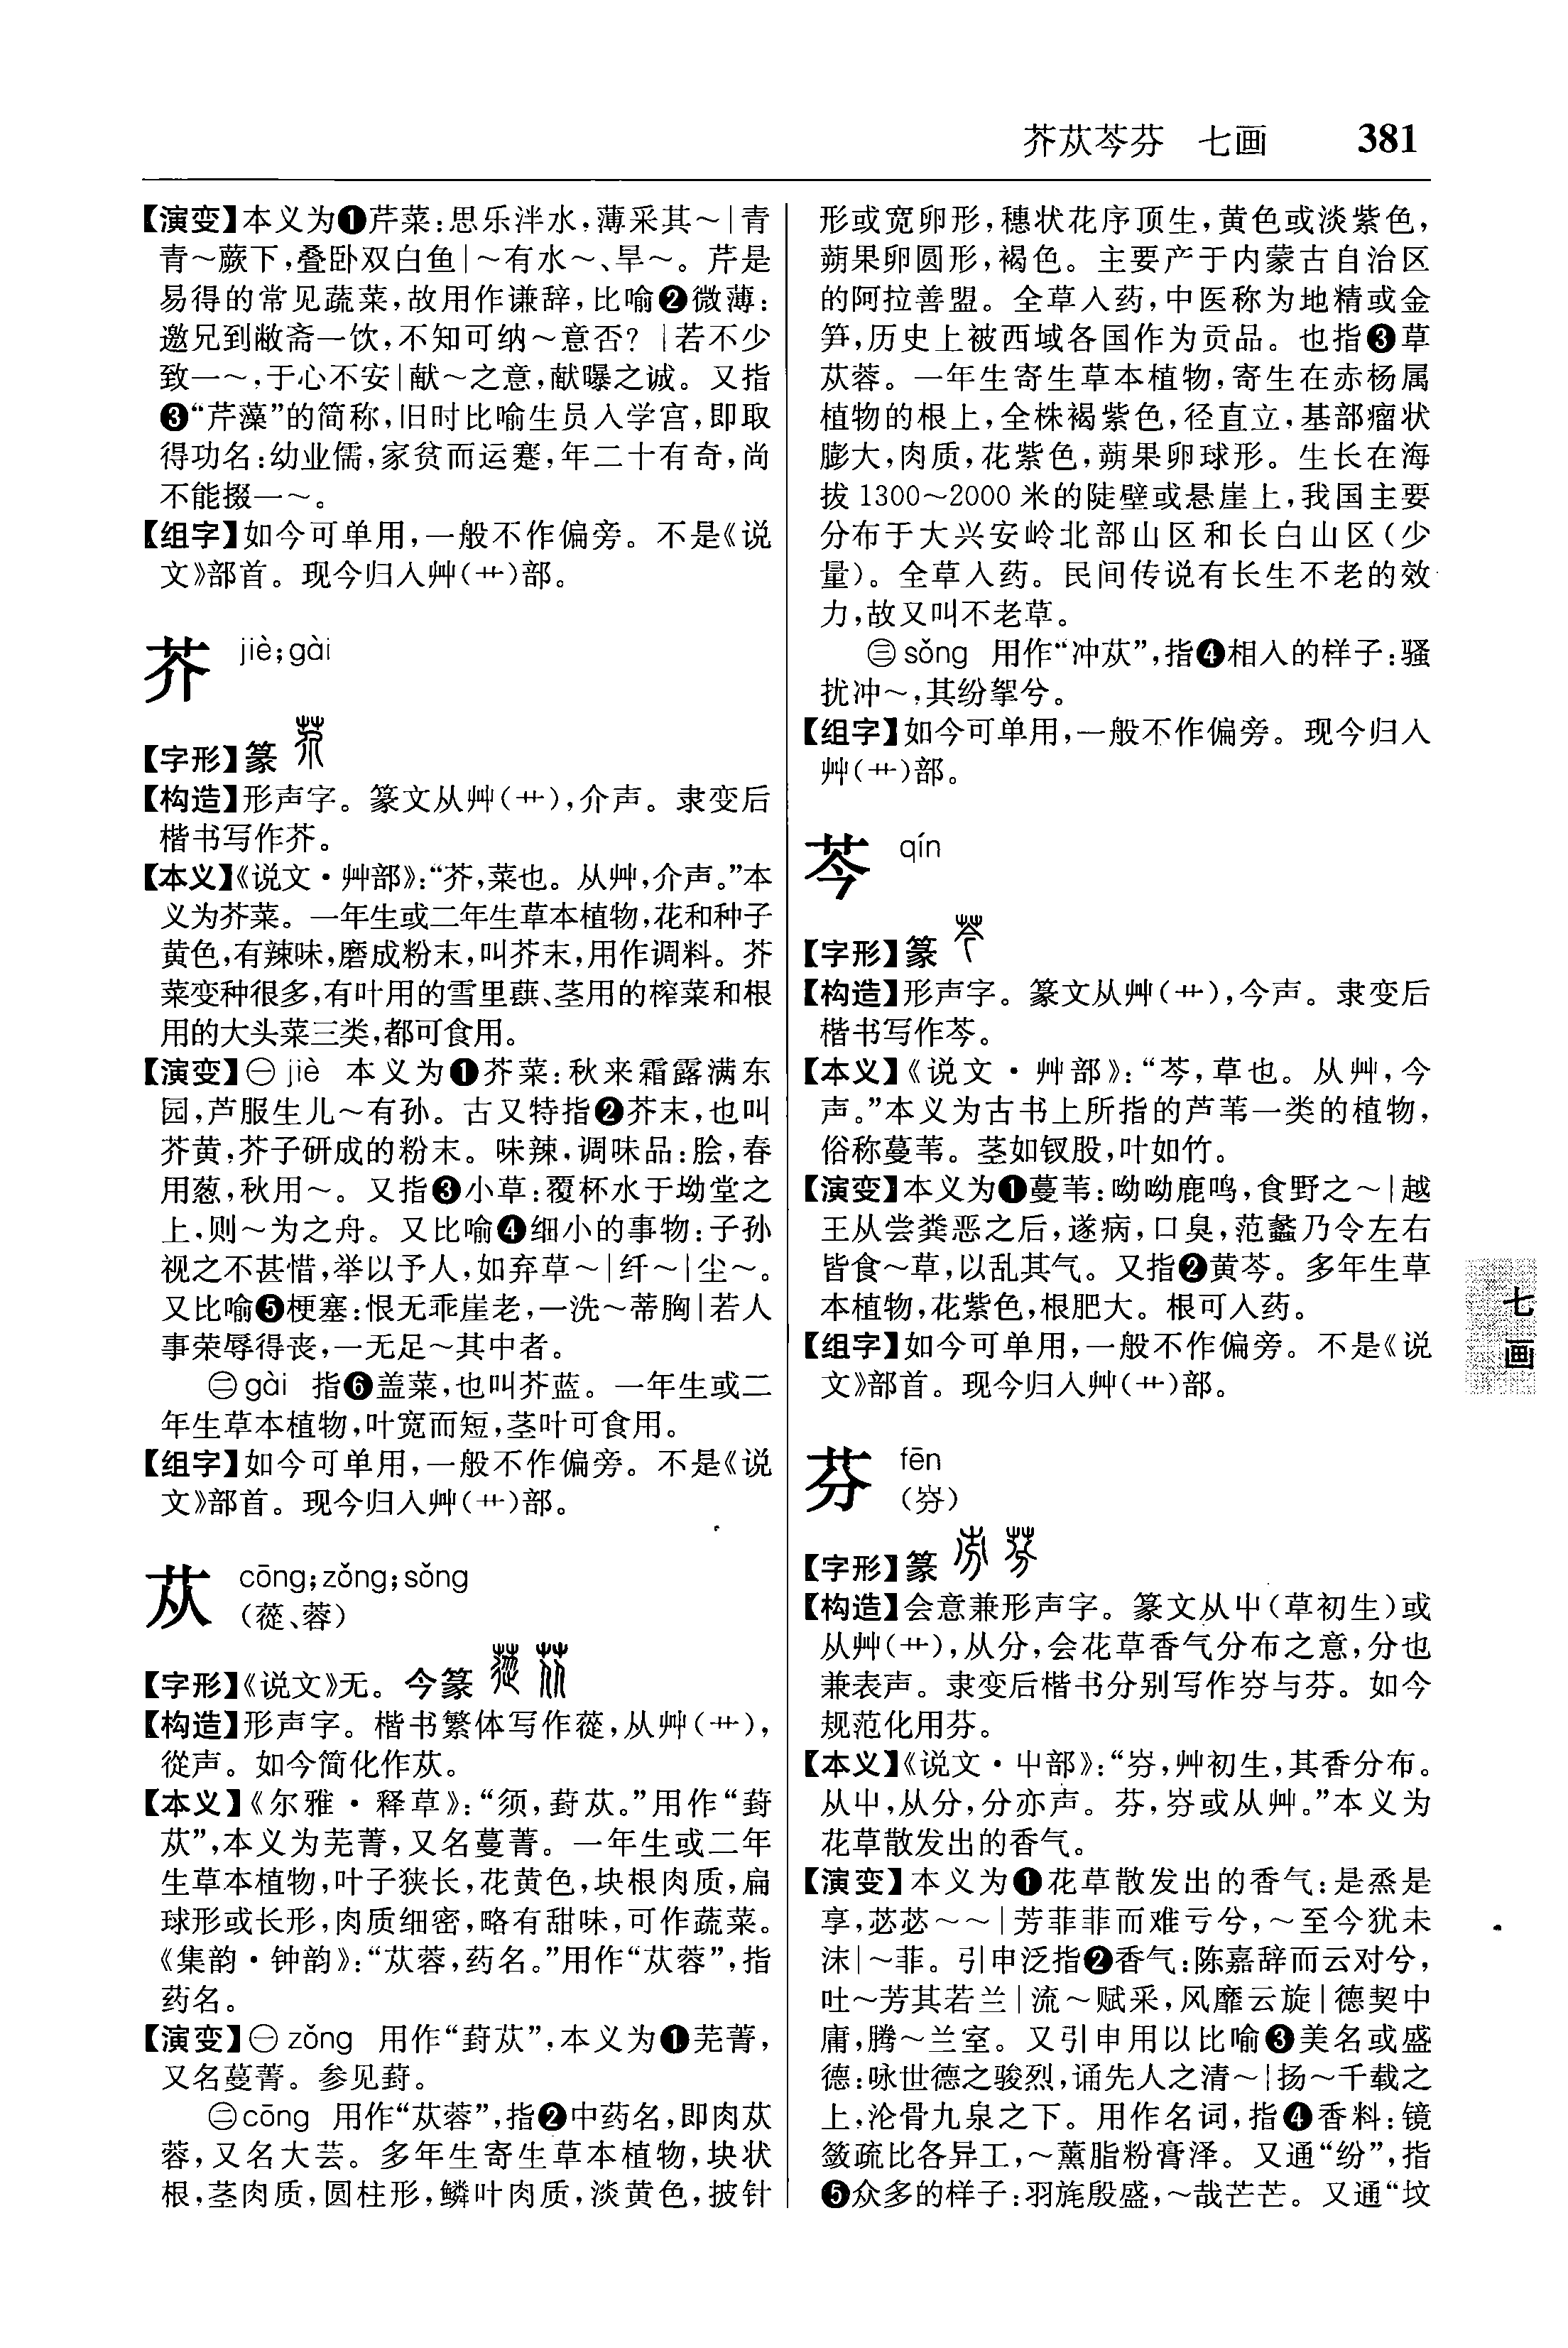 芥苁芩芬 七画 381
【演变】本义为❶芹菜:思乐泮水,薄采其～|青
青～蕨下,叠卧双白鱼|～有水～、旱～。芹是
易得的常见蔬菜,故用作谦辞,比喻❷微薄:
邀兄到敝斋一饮,不知可纳～意否?|若不少
致一～,于心不安|献～之意,献曝之诚。又指
❸“芹藻”的简称,旧时比喻生员入学宫,即取
得功名:幼业儒,家贫而运蹇,年二十有奇,尚
不能掇一～。
【组字】如今可单用,一般不作偏旁。不是《说
文》部首。现今归入艸(艹)部。
芥 jiè;gài
【字形】篆
【构造】形声字。篆文从艸(艹),介声。隶变后
楷书写作芥。
【本义】《说文·艸部》:“芥,菜也。从艸,介声。”本
义为芥菜。一年生或二年生草本植物,花和种子
黄色,有辣味,磨成粉末,叫芥末,用作调料。芥
菜变种很多,有叶用的雪里蕻、茎用的榨菜和根
用的大头菜三类,都可食用。
【演变】㊀jiè 本义为❶芥菜:秋来霜露满东
园,芦服生儿～有孙。古又特指❷芥末,也叫
芥黄,芥子研成的粉末。味辣,调味品:脍,春
用葱,秋用～。又指❸小草:覆杯水于坳堂之
上,则～为之舟。又比喻❹细小的事物:子孙
视之不甚惜,举以予人,如弃草～|纤～|尘～。
又比喻❺梗塞:恨无乖崖老,一洗～蒂胸|若人
事荣辱得丧,一无足～其中者。
㊁gài 指❻盖菜,也叫芥蓝。一年生或二
年生草本植物,叶宽而短,茎叶可食用。
【组字】如今可单用,一般不作偏旁。不是《说
文》部首。现今归入艸(艹)部。
苁 cōng;zǒng;sǒng
(蓯、蓉)
【字形】《说文》无。今篆
【构造】形声字。楷书繁体写作蓯,从艸(艹),
從声。如今简化作苁。
【本义】《尔雅·释草》:“须,葑苁。”用作“葑
苁”,本义为芜菁,又名蔓菁。一年生或二年
生草本植物,叶子狭长,花黄色,块根肉质,扁
球形或长形,肉质细密,略有甜味,可作蔬菜。
《集韵·钟韵》:“苁蓉,药名。”用作“苁蓉”,指
药名。
【演变】㊀zǒng 用作“葑苁”,本义为❶芜菁,
又名蔓菁。参见葑。
㊁cōng 用作“苁蓉”,指❷中药名,即肉苁
蓉,又名大芸。多年生寄生草本植物,块状
根,茎肉质,圆柱形,鳞叶肉质,淡黄色,披针
形或宽卵形,穗状花序顶生,黄色或淡紫色,
蒴果卵圆形,褐色。主要产于内蒙古自治区
的阿拉善盟。全草入药,中医称为地精或金
笋,历史上被西域各国作为贡品。也指❸草
苁蓉。一年生寄生草本植物,寄生在赤杨属
植物的根上,全株褐紫色,径直立,基部瘤状
膨大,肉质,花紫色,蒴果卵球形。生长在海
拔1300～2000米的陡壁或悬崖上,我国主要
分布于大兴安岭北部山区和长白山区(少
量)。全草入药。民间传说有长生不老的效
力,故又叫不老草。
㊂sǒng 用作“冲苁”,指❹相入的样子:骚
扰冲～,其纷挐兮。
【组字】如今可单用,一般不作偏旁。现今归入
艸(艹)部。
芩 qín
【字形】篆
【构造】形声字。篆文从艸(艹),今声。隶变后
楷书写作芩。
【本义】《说文·艸部》:“芩,草也。从艸,今
声。”本义为古书上所指的芦苇一类的植物,
俗称蔓苇。茎如钗股,叶如竹。
【演变】本义为❶蔓苇:呦呦鹿鸣,食野之～|越
王从尝粪恶之后,遂病,口臭,范蠡乃令左右
皆食～草,以乱其气。又指❷黄芩。多年生草
本植物,花紫色,根肥大。根可入药。
【组字】如今可单用,一般不作偏旁。不是《说
文》部首。现今归入艸(艹)部。
芬 fēn
(岁)
【字形】篆
【构造】会意兼形声字。篆文从屮(草初生)或
从艸(艹),从分,会花草香气分布之意,分也
兼表声。隶变后楷书分别写作岁与芬。如今
规范化用芬。
【本义】《说文·屮部》:“岁,艸初生,其香分布。
从屮,从分,分亦声。芬,岁或从艸。”本义为
花草散发出的香气。
【演变】本义为❶花草散发出的香气:是烝是
享,苾苾～～|芳菲菲而难亏兮,～至今犹未
沬|～菲。引申泛指❷香气:陈嘉辞而云对兮,
吐～芳其若兰|流～赋采,风靡云旋|德契中
庸,腾～兰室。又引申用以比喻❸美名或盛
德:咏世德之骏烈,诵先人之清～|扬～千载之
上,沦骨九泉之下。用作名词,指❹香料:镜
敛疏比各异工,～薰脂粉膏泽。又通“纷”,指
❺众多的样子:羽旄殷盛,～哉芒芒。又通“坟
七画